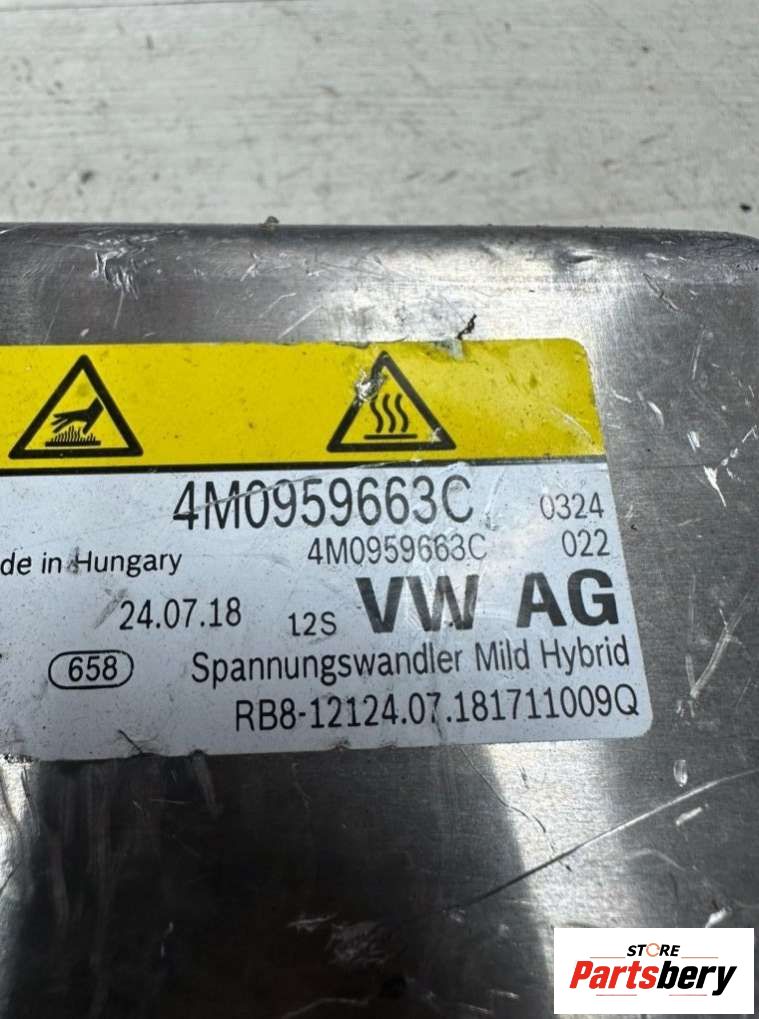 4M0959663C 0324
4M0959663C 022
de in Hungary
24.07.18 12S VW AG
658 Spannungswandler Mild Hybrid
RB8-12124.07.181711009Q
STORE
Partsbery